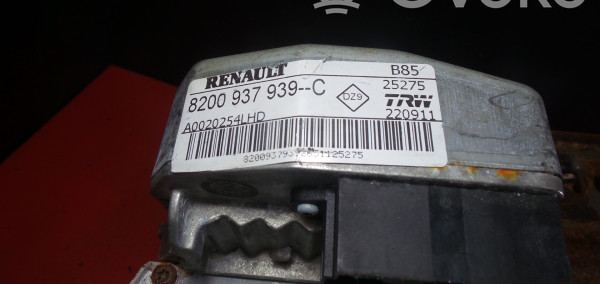 RENAULT
B85
8200 937 939--C
DZ9
25275
TRW
A0020254LHD
220911